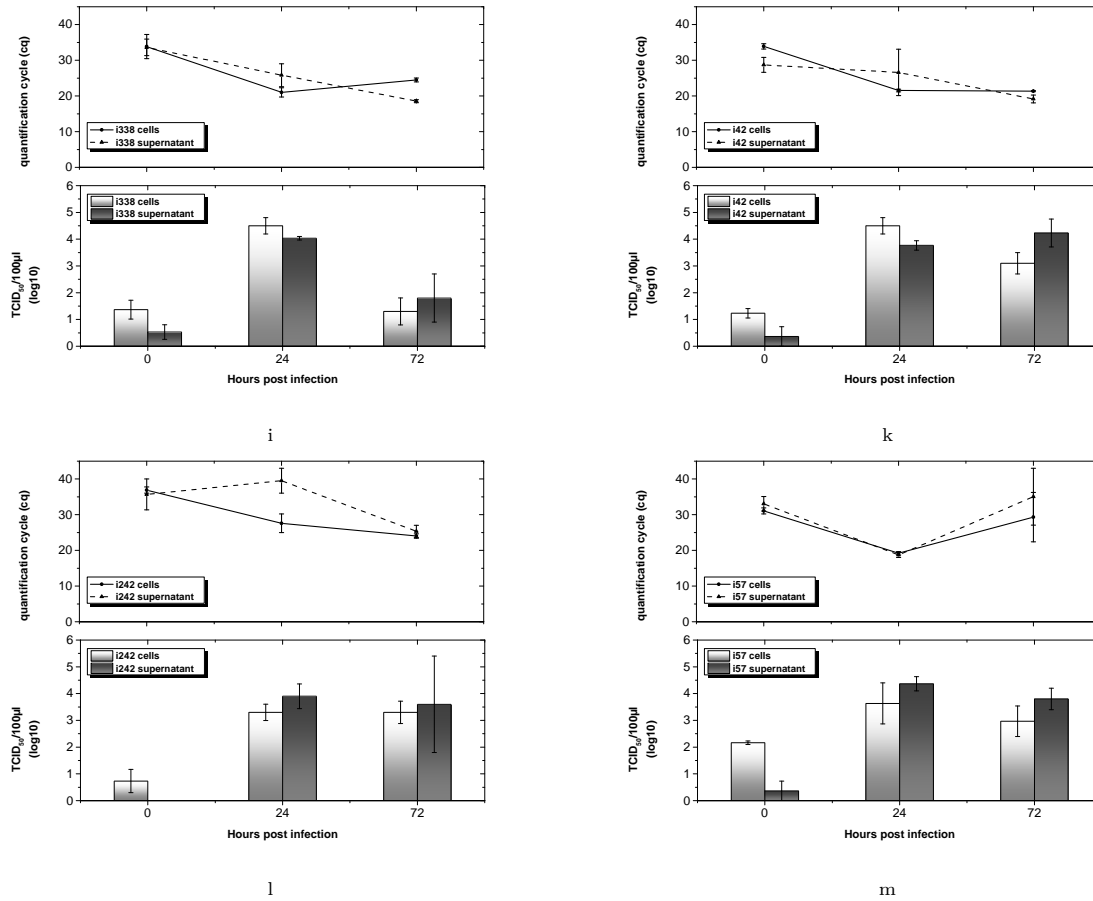 45
40
30
20
10
0
quantification cycle (cq)
i338 cells
i338 supernatant
6
5
4
3
2
1
0
TCID50/100µl
(log10)
i338 cells
i338 supernatant
0 24 72
Hours post infection
i
45
40
30
20
10
0
quantification cycle (cq)
i42 cells
i42 supernatant
6
5
4
3
2
1
0
TCID50/100µl
(log10)
i42 cells
i42 supernatant
0 24 72
Hours post infection
k
45
40
30
20
10
0
quantification cycle (cq)
i242 cells
i242 supernatant
6
5
4
3
2
1
0
TCID50/100µl
(log10)
i242 cells
i242 supernatant
0 24 72
Hours post infection
l
45
40
30
20
10
0
quantification cycle (cq)
i57 cells
i57 supernatant
6
5
4
3
2
1
0
TCID50/100µl
(log10)
i57 cells
i57 supernatant
0 24 72
Hours post infection
m